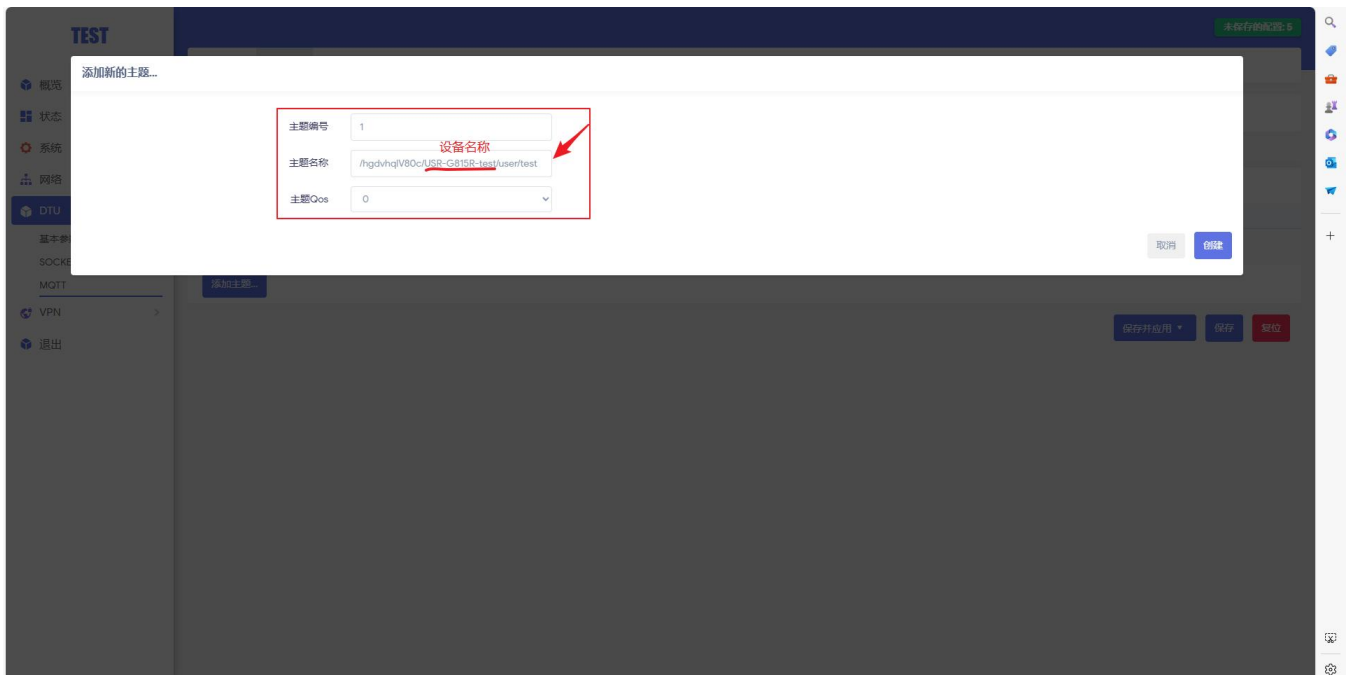 TEST
未保存的配置: 5
添加新的主题...
概览
状态
系统
网络
DTU
SOCKE
MQTT
VPN
退出
主题编号
1
设备名称
主题名称
/hgdvhqlV80c/USR-G815R-test/user/test
主题Qos
0
取消
创建
添加主题...
保存并应用
保存
复位